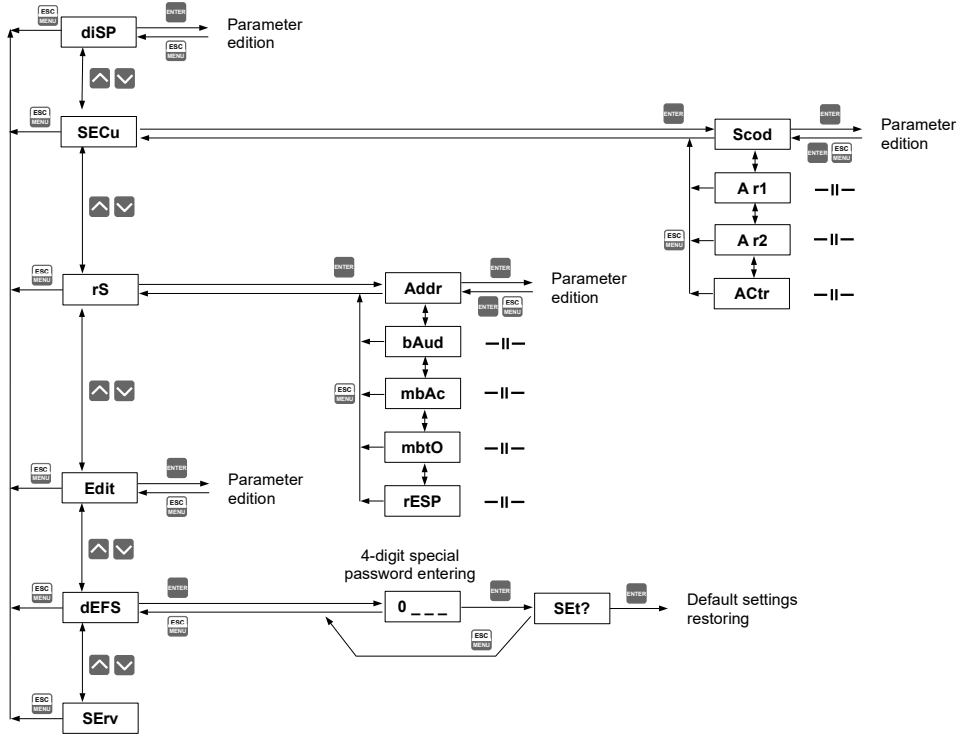 ESC
MENU
diSP
ENTER
ESC
MENU
Parameter
edition
ESC
MENU
SECu
ENTER
Scod
ENTER
ENTER
ESC
MENU
Parameter
edition
A r1
—II—
ESC
MENU
A r2
—II—
ACtr
—II—
ESC
MENU
rS
ENTER
Addr
ENTER
ENTER
ESC
MENU
Parameter
edition
bAud
—II—
ESC
MENU
mbAc
—II—
mbtO
—II—
rESP
—II—
ESC
MENU
Edit
ENTER
ESC
MENU
Parameter
edition
4-digit special
password entering
ESC
MENU
dEFS
ENTER
ESC
MENU
0 _ _ _
ENTER
ESC
MENU
SEt?
ENTER
Default settings
restoring
ESC
MENU
SErv